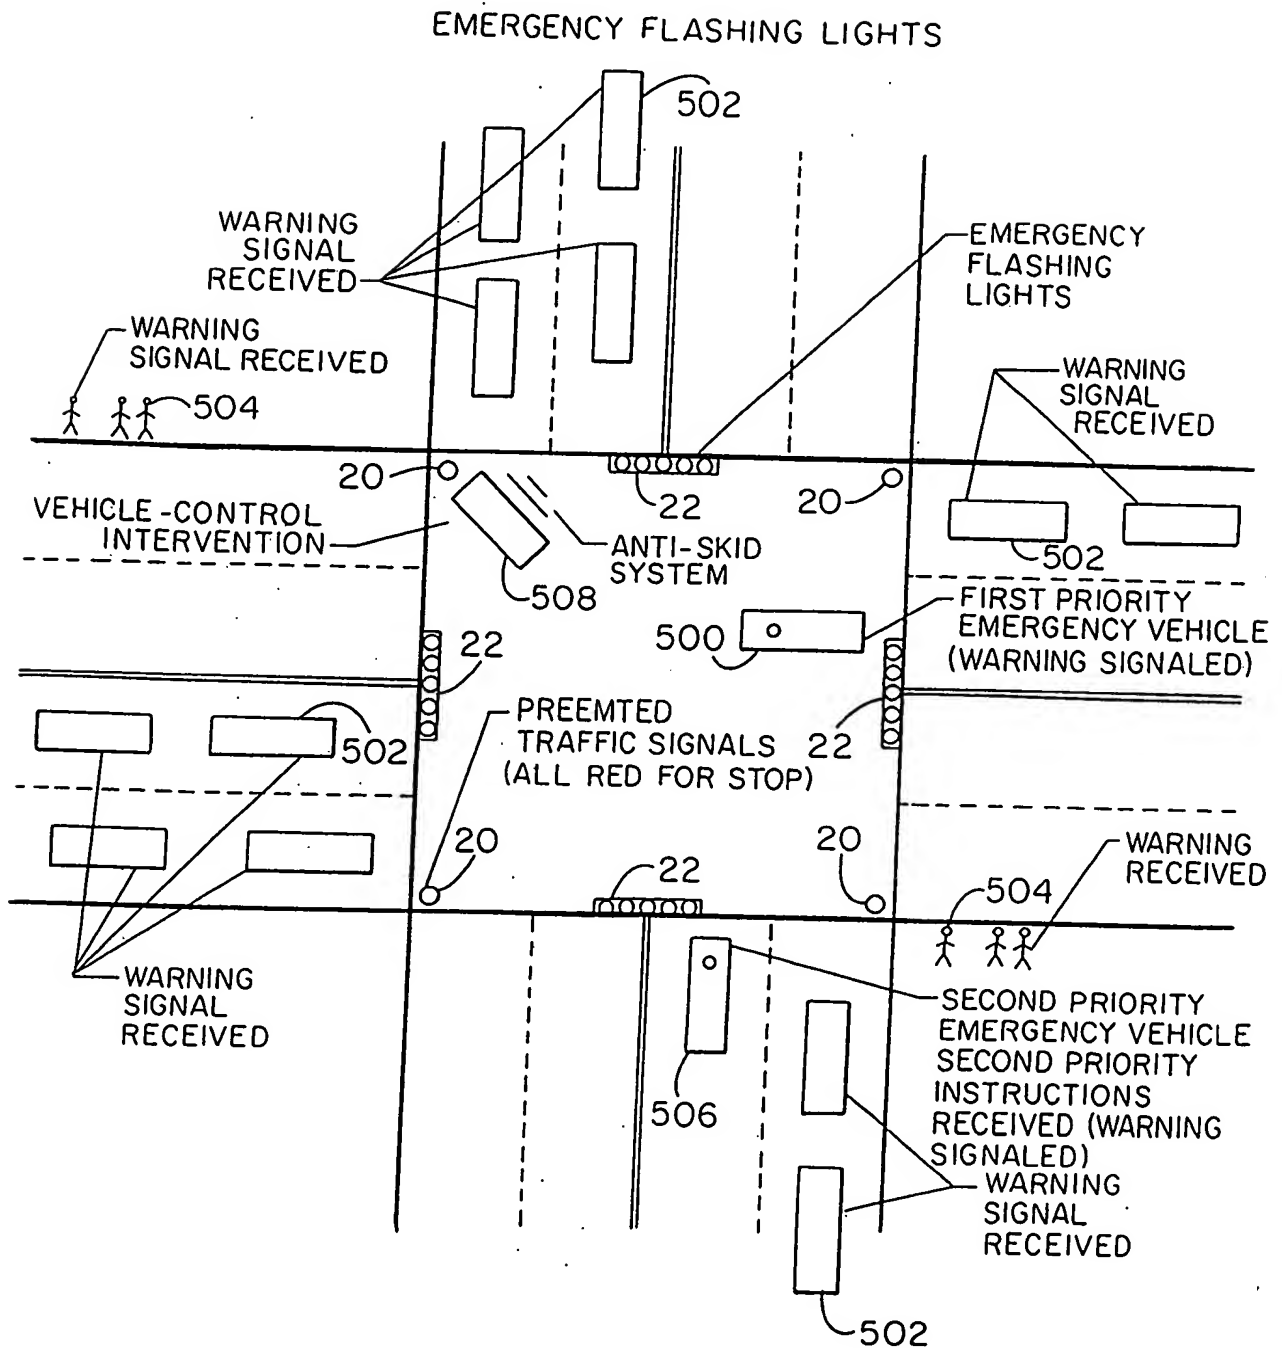 EMERGENCY FLASHING LIGHTS
502
WARNING
SIGNAL
RECEIVED
EMERGENCY
FLASHING
LIGHTS
WARNING
SIGNAL RECEIVED
504
WARNING
SIGNAL
RECEIVED
20
22
20
VEHICLE-CONTROL
INTERVENTION
ANTI-SKID
SYSTEM
502
508
FIRST PRIORITY
EMERGENCY VEHICLE
(WARNING SIGNALED)
500
22
PREEMTED
TRAFFIC SIGNALS
(ALL RED FOR STOP)
22
502
20
22
20
WARNING
RECEIVED
504
WARNING
SIGNAL
RECEIVED
SECOND PRIORITY
EMERGENCY VEHICLE
SECOND PRIORITY
INSTRUCTIONS
RECEIVED (WARNING
SIGNALED)
506
WARNING
SIGNAL
RECEIVED
502